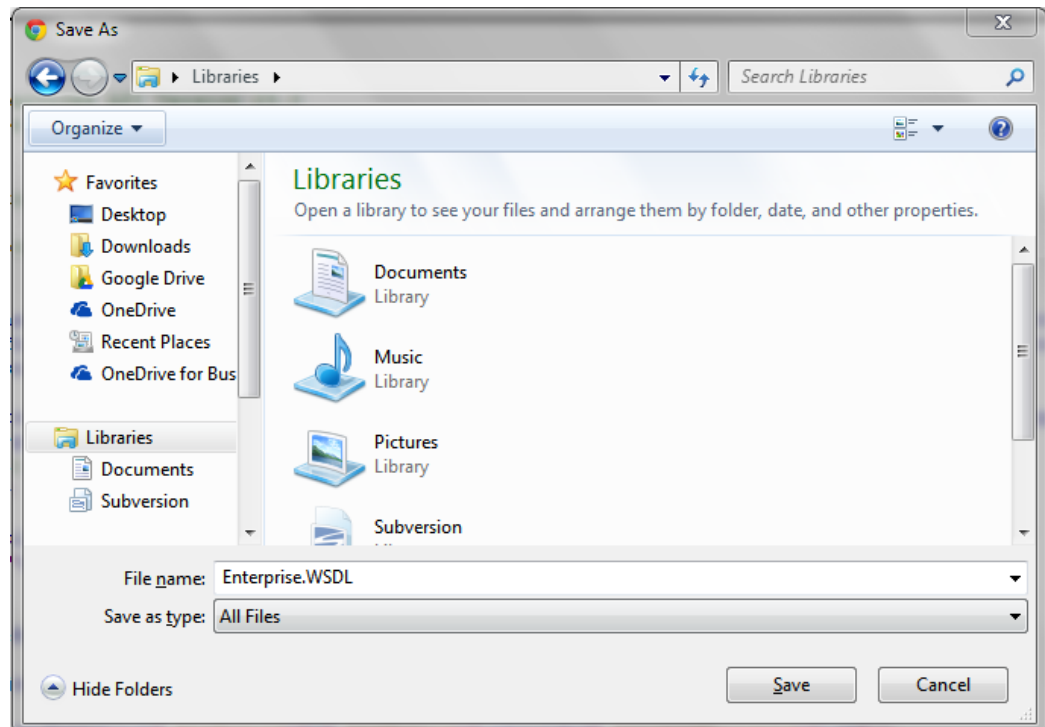 Save As
Libraries
Search Libraries
Organize
Favorites
Desktop
Downloads
Google Drive
OneDrive
Recent Places
OneDrive for Bus
Libraries
Documents
Subversion
Libraries
Open a library to see your files and arrange them by folder, date, and other properties.
Documents
Library
Music
Library
Pictures
Library
Subversion
File name: Enterprise.WSDL
Save as type: All Files
Hide Folders
Save
Cancel